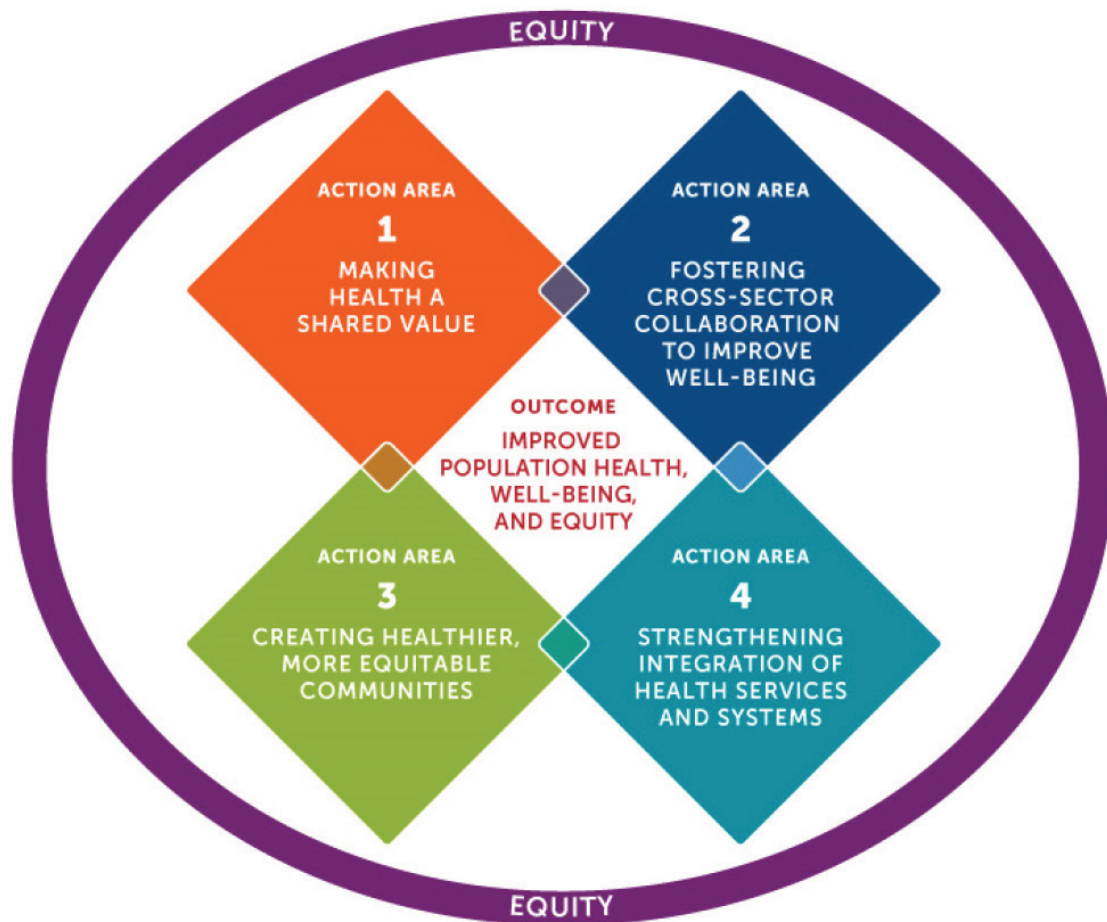 EQUITY
ACTION AREA
1
MAKING
HEALTH A
SHARED VALUE
ACTION AREA
2
FOSTERING
CROSS-SECTOR
COLLABORATION
TO IMPROVE
WELL-BEING
OUTCOME
IMPROVED
POPULATION HEALTH,
WELL-BEING,
AND EQUITY
ACTION AREA
3
CREATING HEALTHIER,
MORE EQUITABLE
COMMUNITIES
ACTION AREA
4
STRENGTHENING
INTEGRATION OF
HEALTH SERVICES
AND SYSTEMS
EQUITY